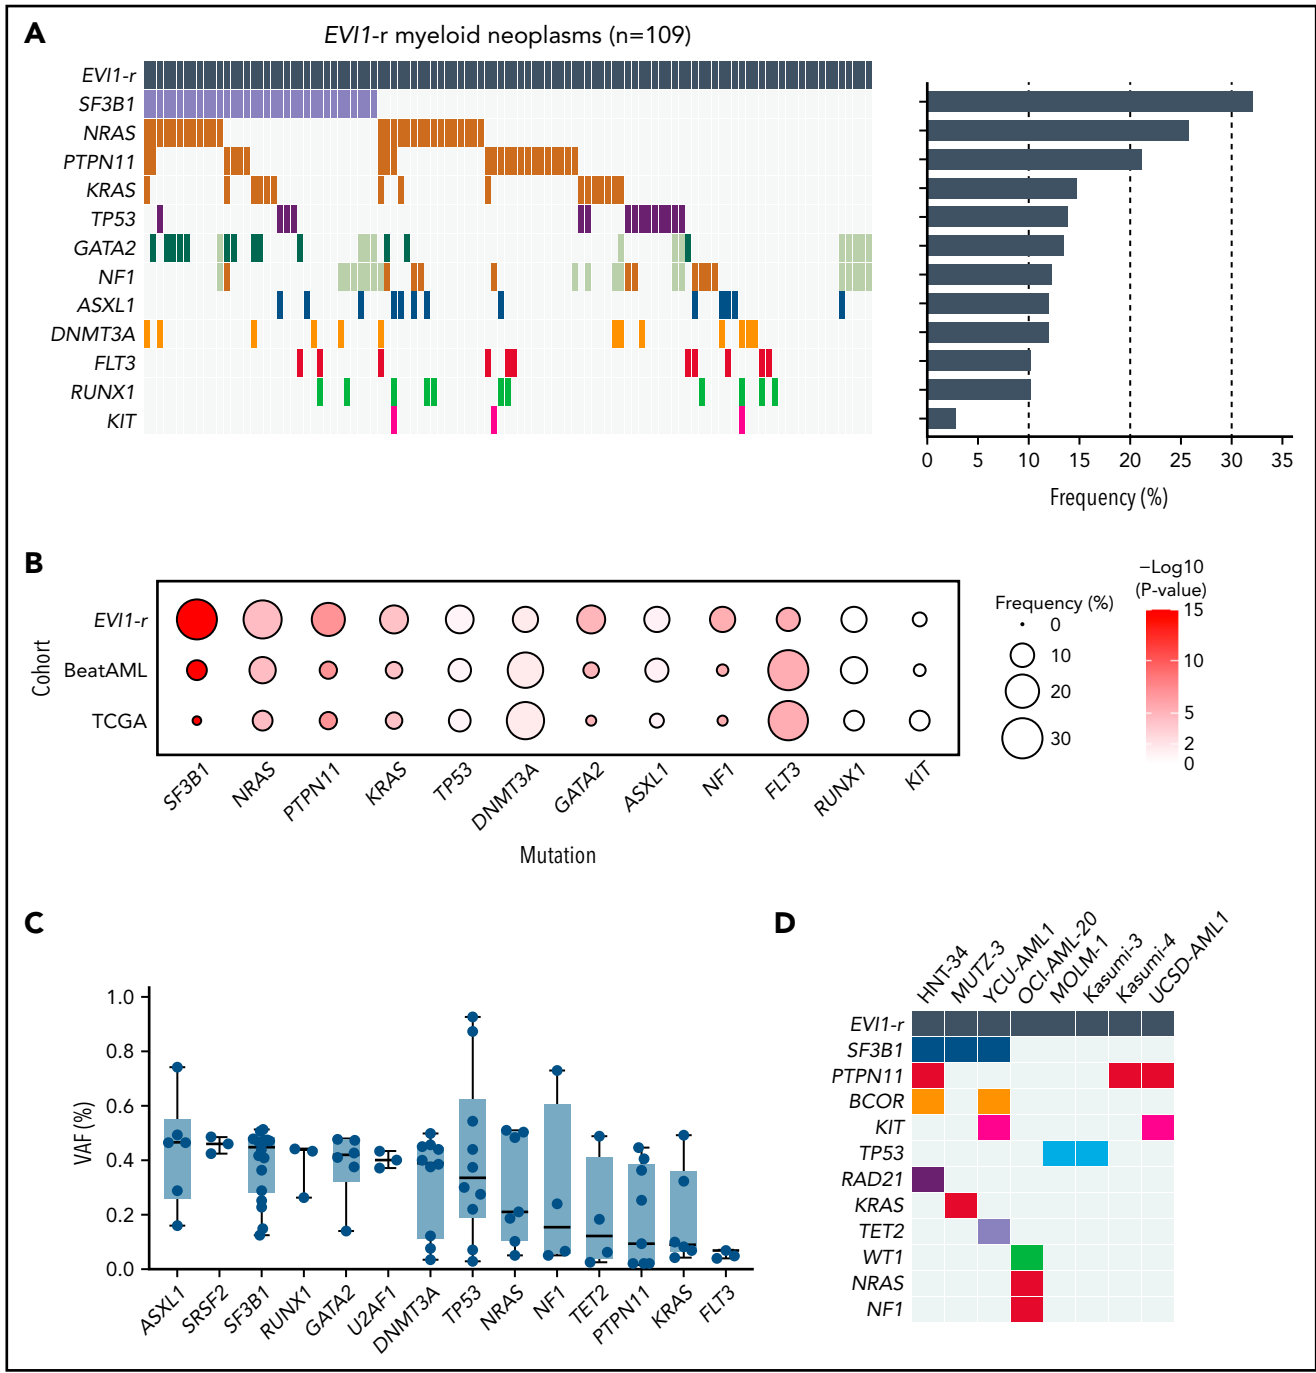 A
EVI1-r myeloid neoplasms (n=109)
EVI1-r
SF3B1
NRAS
PTPN11
KRAS
TP53
GATA2
NF1
ASXL1
DNMT3A
FLT3
RUNX1
KIT
0 5 10 15 20 25 30 35
Frequency (%)
B
Cohort
EVI1-r
BeatAML
TCGA
SF3B1 NRAS PTPN11 KRAS TP53 DNMT3A GATA2 ASXL1 NF1 FLT3 RUNX1 KIT
Mutation
Frequency (%)
0
10
20
30
−Log10
(P-value)
15
10
5
2
0
C
VAF (%)
1.0
0.8
0.6
0.4
0.2
0.0
ASXL1 SRSF2 SF3B1 RUNX1 GATA2 U2AF1 DNMT3A TP53 NRAS NF1 TET2 PTPN11 KRAS FLT3
D
HNT-34 MUTZ-3 YCU-AML1 OCI-AML-20 MOLM-1 Kasumi-3 Kasumi-4 UCSD-AML1
EVI1-r
SF3B1
PTPN11
BCOR
KIT
TP53
RAD21
KRAS
TET2
WT1
NRAS
NF1